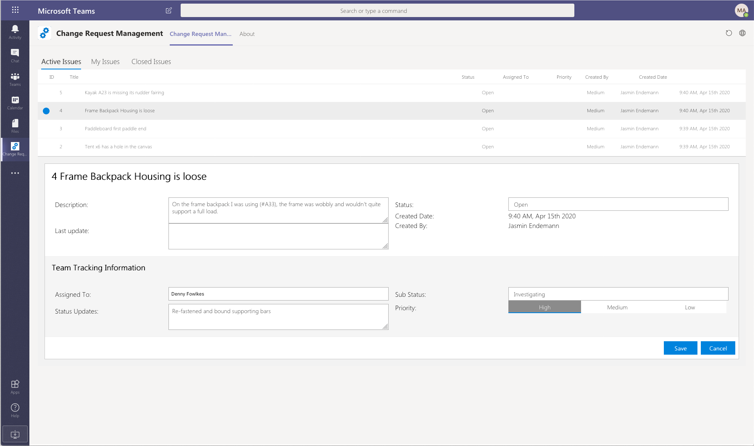 Microsoft Teams
Search or type a command
MA
Activity
Chat
Teams
Calendar
Files
Change Req...
Apps
Help
Change Request Management
Change Request Man...
About
Active Issues
My Issues
Closed Issues
ID Title Status Assigned To Priority Created By Created Date
5 Kayak A23 is missing its rudder fairing Open Medium Jasmin Endemann 9:40 AM, Apr 15th 2020
4 Frame Backpack Housing is loose Open Medium Jasmin Endemann 9:40 AM, Apr 15th 2020
3 Paddleboard first paddle end Open Medium Jasmin Endemann 9:39 AM, Apr 15th 2020
2 Tent x6 has a hole in the canvas Open Medium Jasmin Endemann 9:39 AM, Apr 15th 2020
4 Frame Backpack Housing is loose
Description:
On the frame backpack I was using (#A33), the frame was wobbly and wouldn't quite
support a full load.
Last update:
Status: Open
Created Date: 9:40 AM, Apr 15th 2020
Created By: Jasmin Endemann
Team Tracking Information
Assigned To: Denny Fowlkes
Status Updates: Re-fastened and bound supporting bars
Sub Status: Investigating
Priority: High Medium Low
Save Cancel